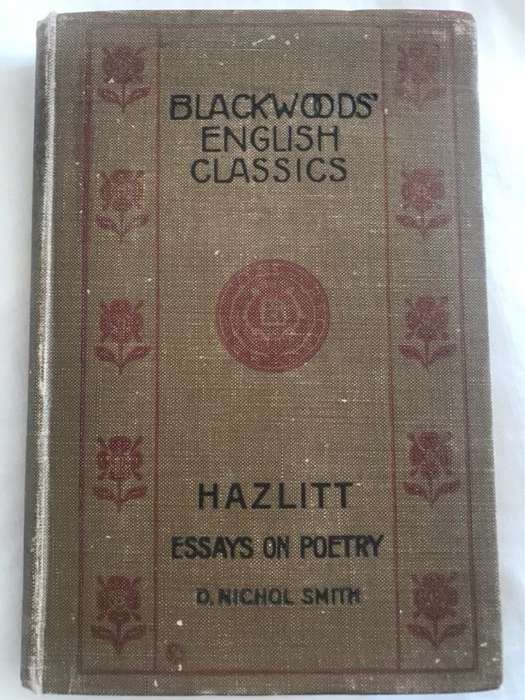 BLACKWOODS'
ENGLISH
CLASSICS
HAZLITT
ESSAYS ON POETRY
D. NICHOL SMITH